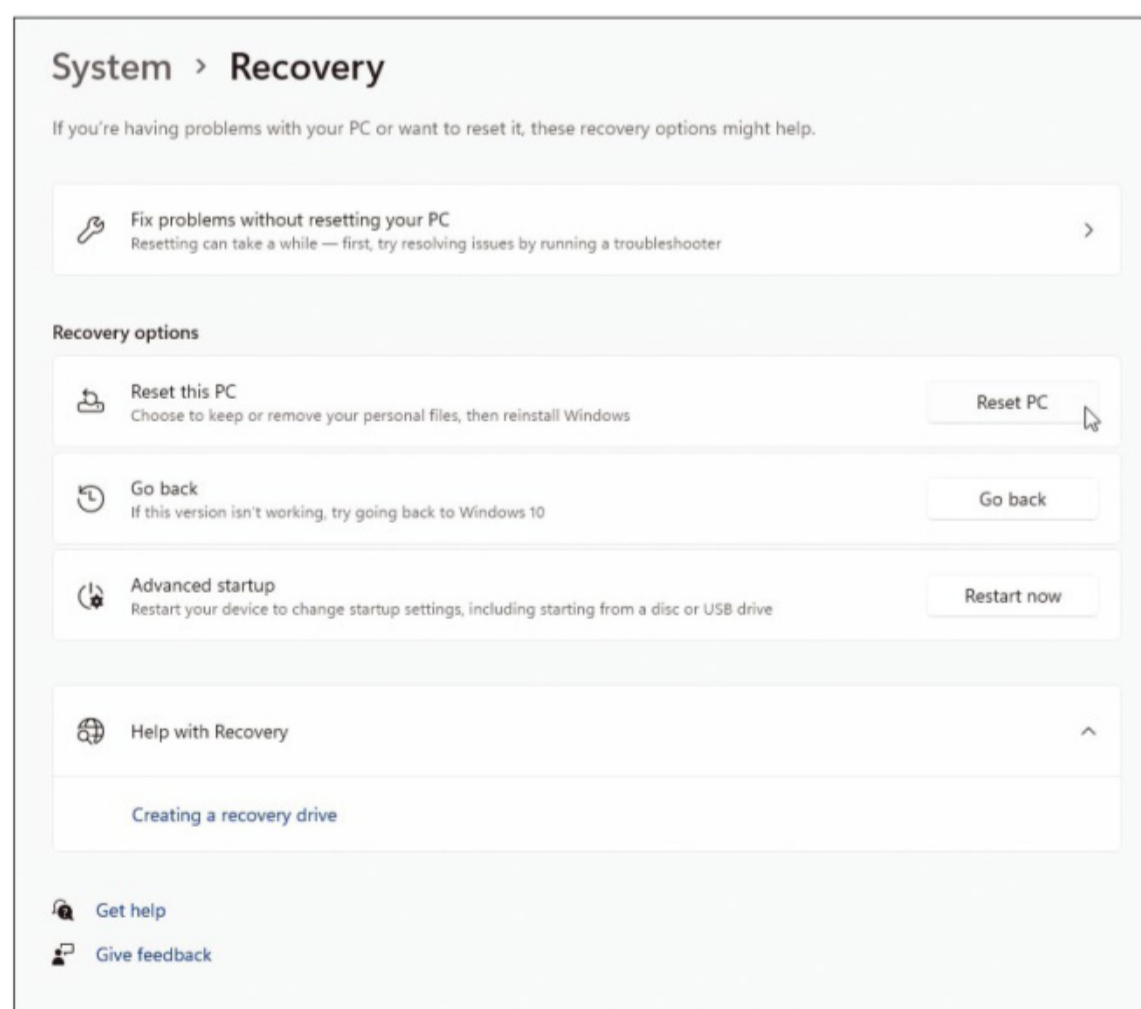 System > Recovery
If you're having problems with your PC or want to reset it, these recovery options might help.
Fix problems without resetting your PC
Resetting can take a while — first, try resolving issues by running a troubleshooter
Recovery options
Reset this PC
Choose to keep or remove your personal files, then reinstall Windows
Reset PC
Go back
If this version isn't working, try going back to Windows 10
Go back
Advanced startup
Restart your device to change startup settings, including starting from a disc or USB drive
Restart now
Help with Recovery
Creating a recovery drive
Get help
Give feedback